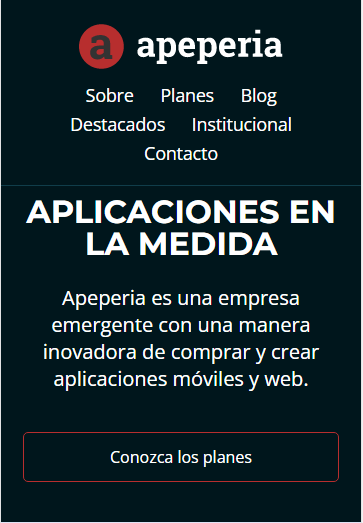 a apeperia
Sobre Planes Blog
Destacados Institucional
Contacto
APLICACIONES EN
LA MEDIDA
Apeperia es una empresa
emergente con una manera
inovadora de comprar y crear
aplicaciones móviles y web.
Conozca los planes